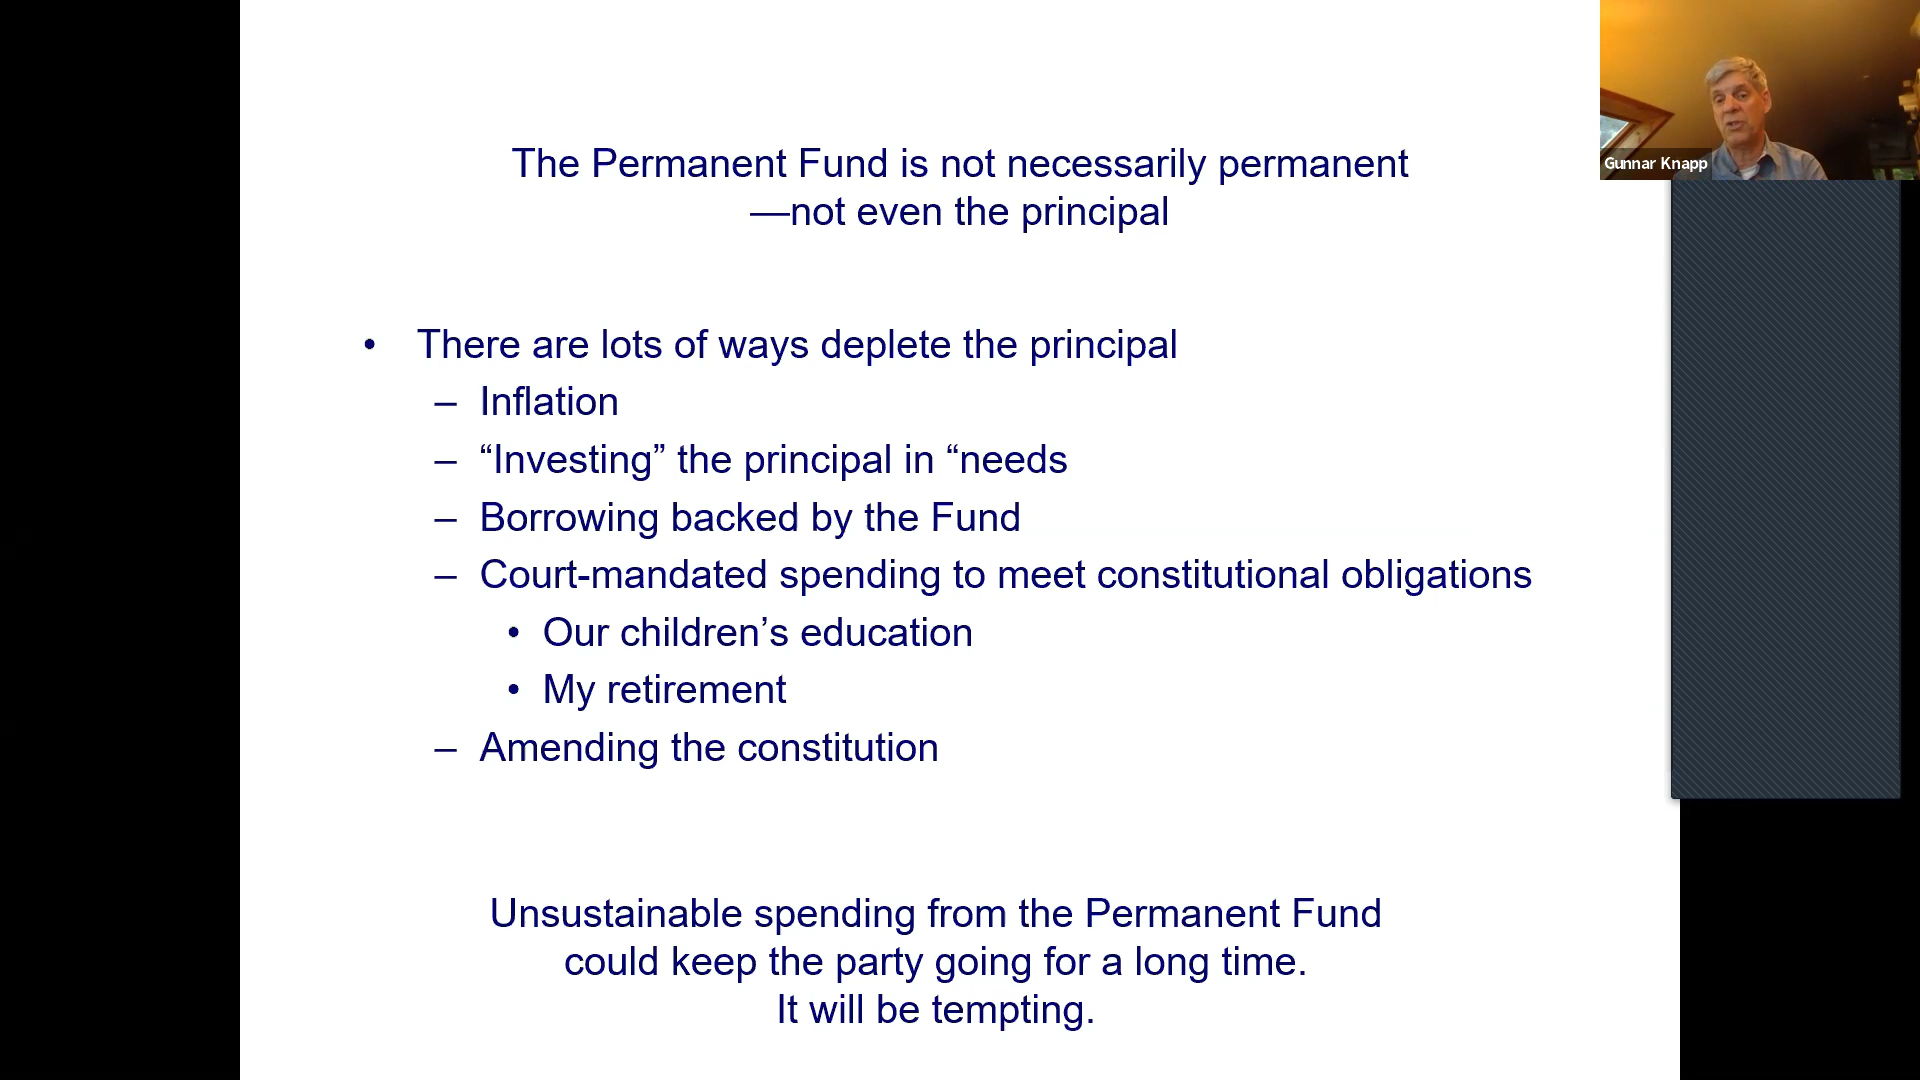 The Permanent Fund is not necessarily permanent
—not even the principal
• There are lots of ways deplete the principal
– Inflation
– “Investing” the principal in “needs
– Borrowing backed by the Fund
– Court-mandated spending to meet constitutional obligations
• Our children’s education
• My retirement
– Amending the constitution
Unsustainable spending from the Permanent Fund
could keep the party going for a long time.
It will be tempting.
Gunnar Knapp